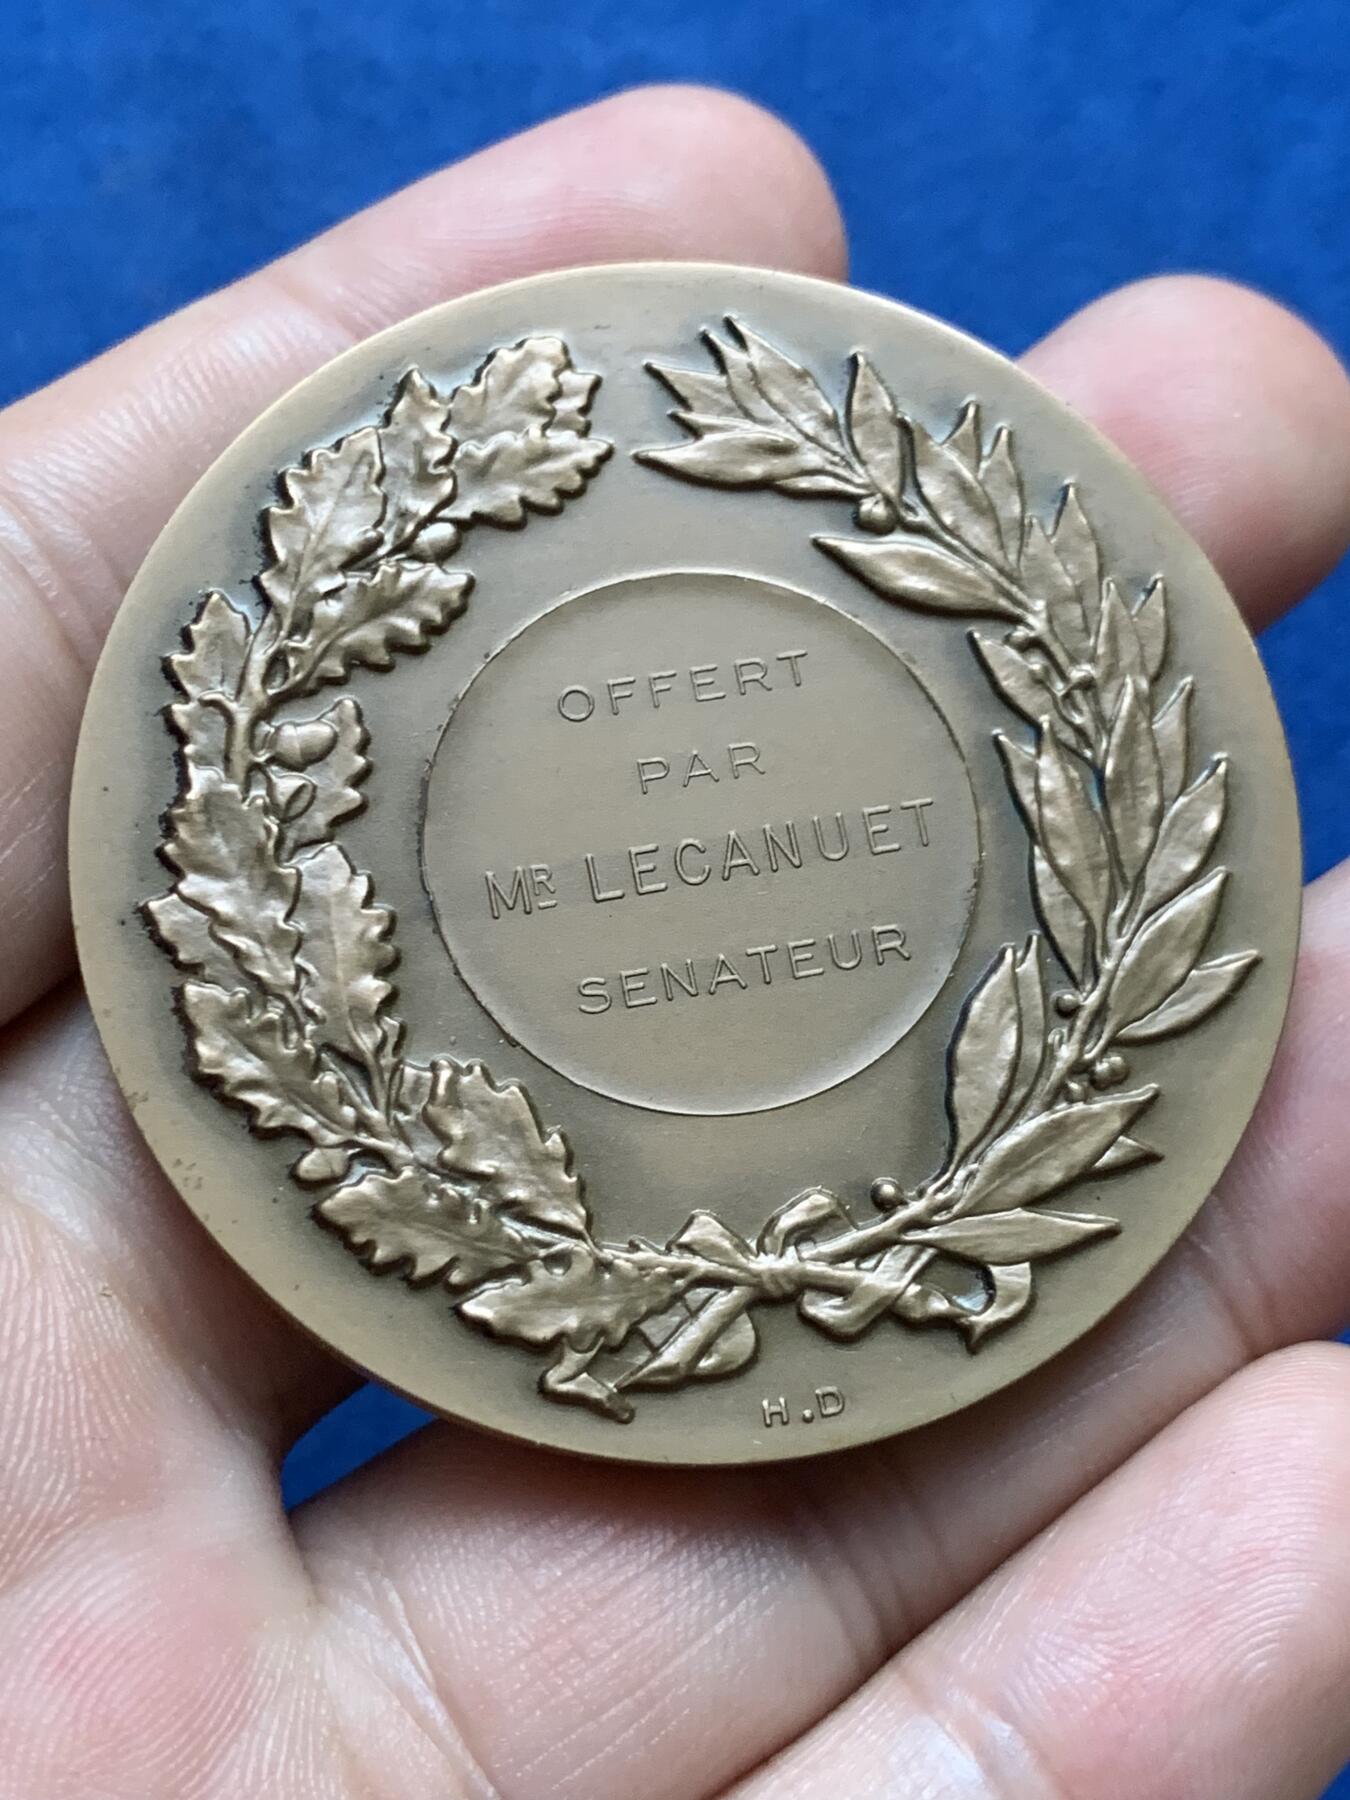 OFFERT
PAR
MR LECANUET
SENATEUR
H.D